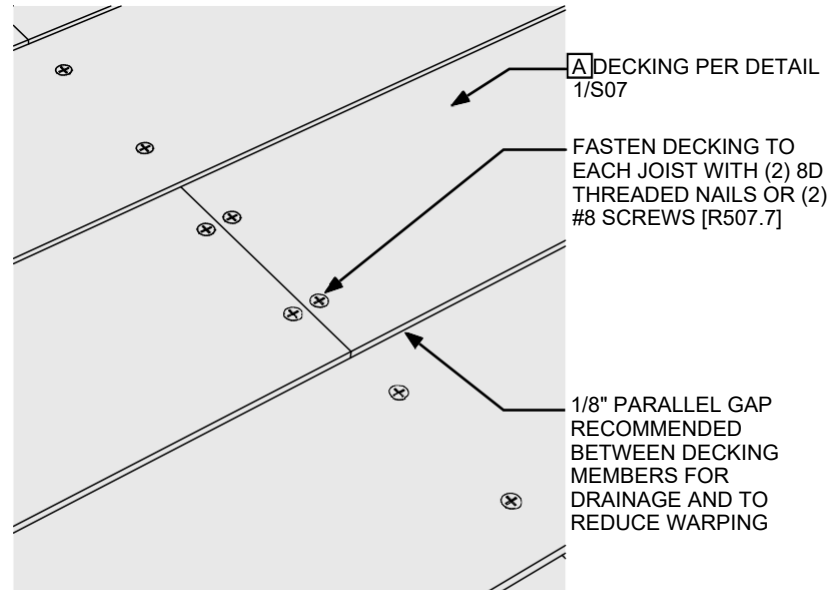 A DECKING PER DETAIL
1/S07
FASTEN DECKING TO
EACH JOIST WITH (2) 8D
THREADED NAILS OR (2)
#8 SCREWS [R507.7]
1/8" PARALLEL GAP
RECOMMENDED
BETWEEN DECKING
MEMBERS FOR
DRAINAGE AND TO
REDUCE WARPING